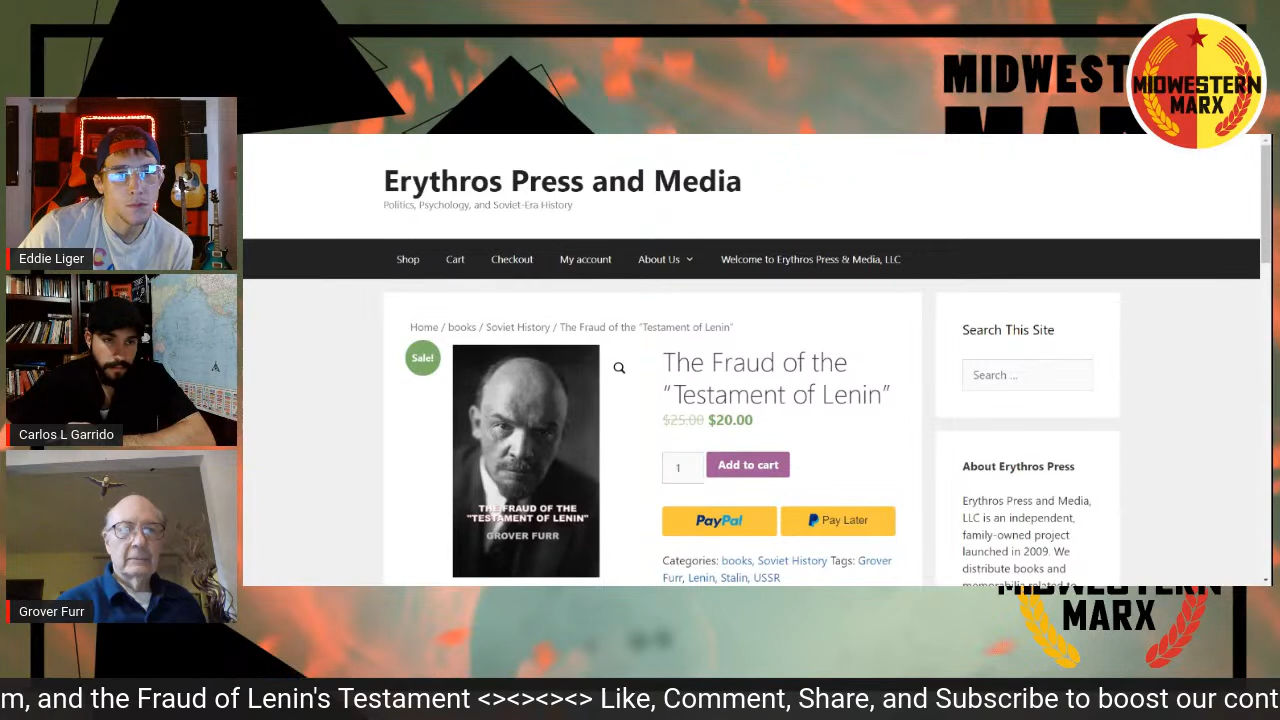 MIDWEST
MA
MIDWESTERN
MARX
Eddie Liger
Carlos L Garrido
Grover Furr
Erythros Press and Media
Politics, Psychology, and Soviet-Era History
Shop Cart Checkout My account About Us Welcome to Erythros Press & Media, LLC
Home / books / Soviet History / The Fraud of the "Testament of Lenin"
Sale!
THE FRAUD OF THE
"TESTAMENT OF LENIN"
GROVER FURR
The Fraud of the
“Testament of Lenin”
$25.00 $20.00
1 Add to cart
PayPal Pay Later
Categories: books, Soviet History Tags: Grover
Furr, Lenin, Stalin, USSR
Search This Site
Search ...
About Erythros Press
Erythros Press and Media,
LLC is an independent,
family-owned project
launched in 2009. We
distribute books and
memorabilia related to
MIDWESTERN
MARX
m, and the Fraud of Lenin's Testament <><><><> Like, Comment, Share, and Subscribe to boost our cont